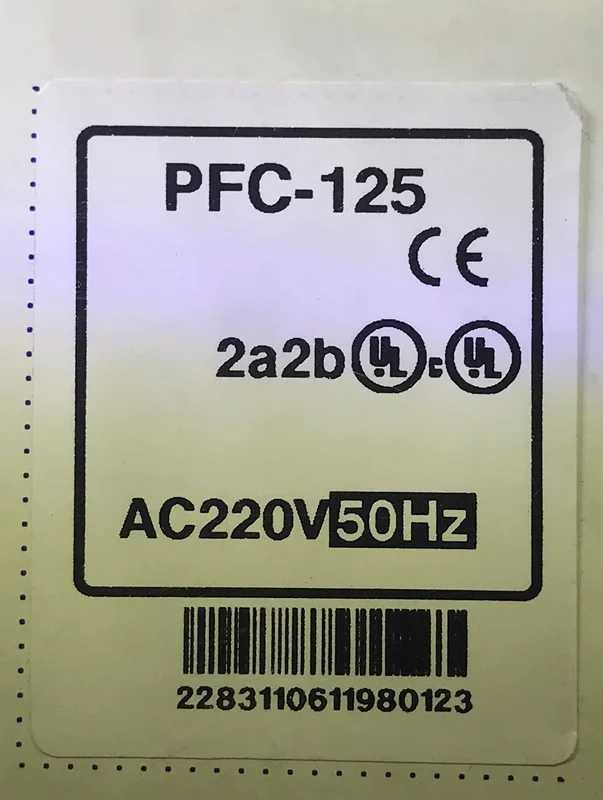 PFC-125
CE
2a2b UL c UL
AC220V 50Hz
2283110611980123